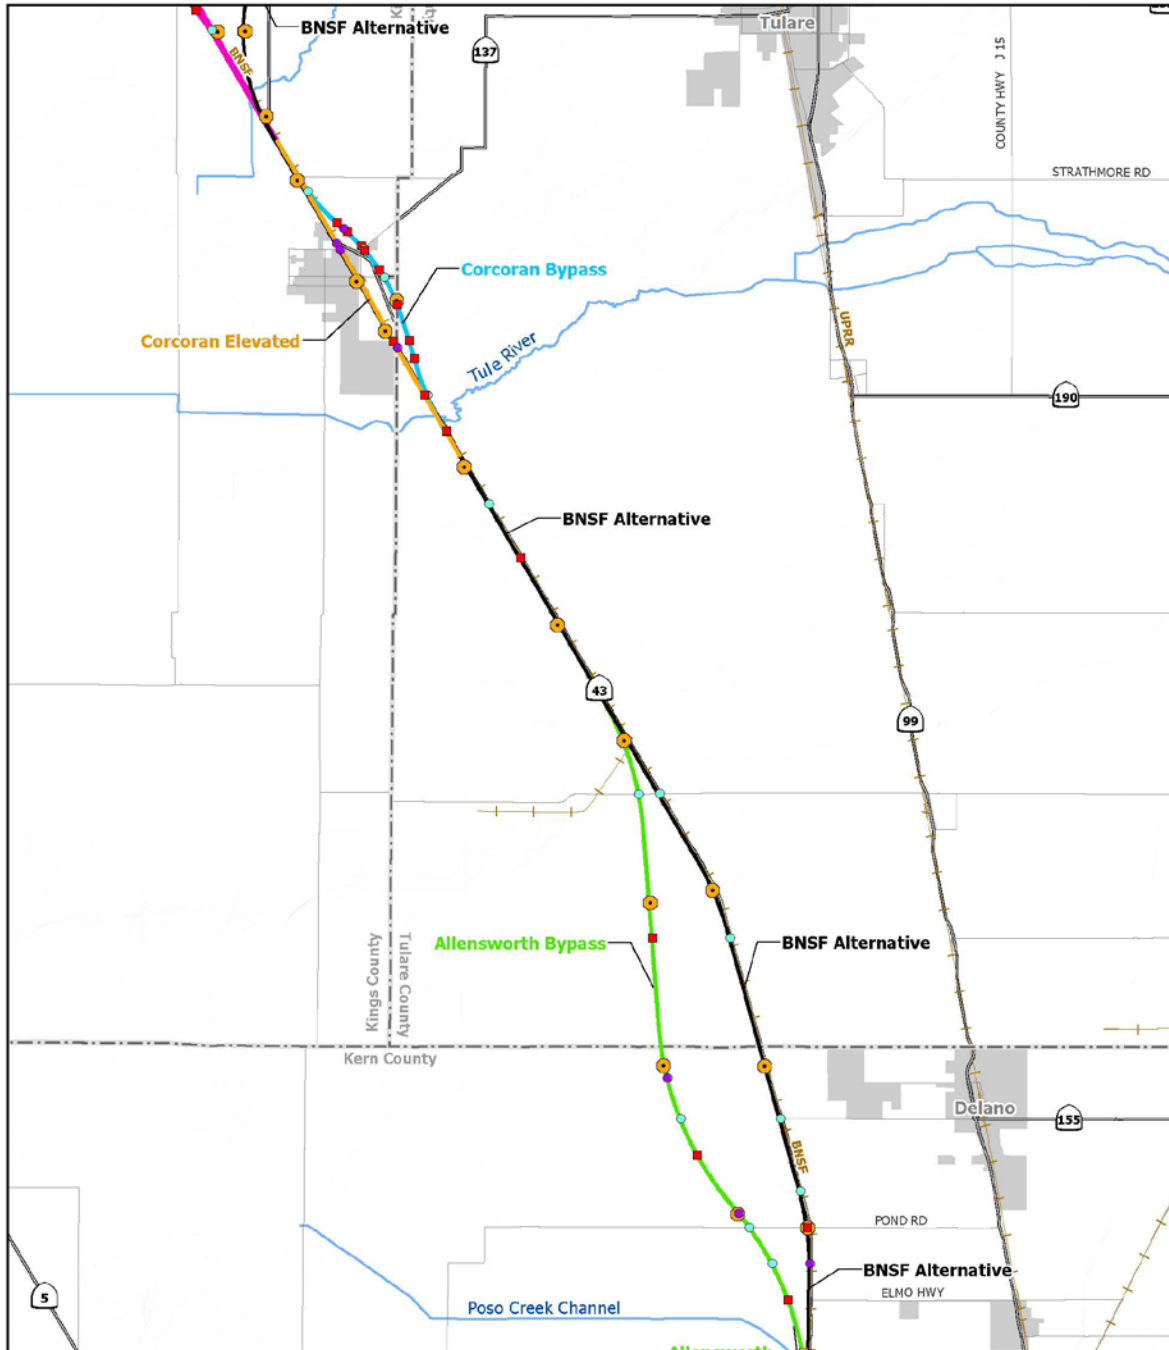 BNSF Alternative
Tulare
137
BNSF
COUNTY HWY J 15
STRATHMORE RD
Corcoran Bypass
UPRR
Corcoran Elevated
Tule River
190
BNSF Alternative
43
99
Allensworth Bypass
BNSF Alternative
Kings County
Tulare County
Kern County
Delano
155
BNSF
POND RD
BNSF Alternative
5
ELMO HWY
Poso Creek Channel
Allensworth